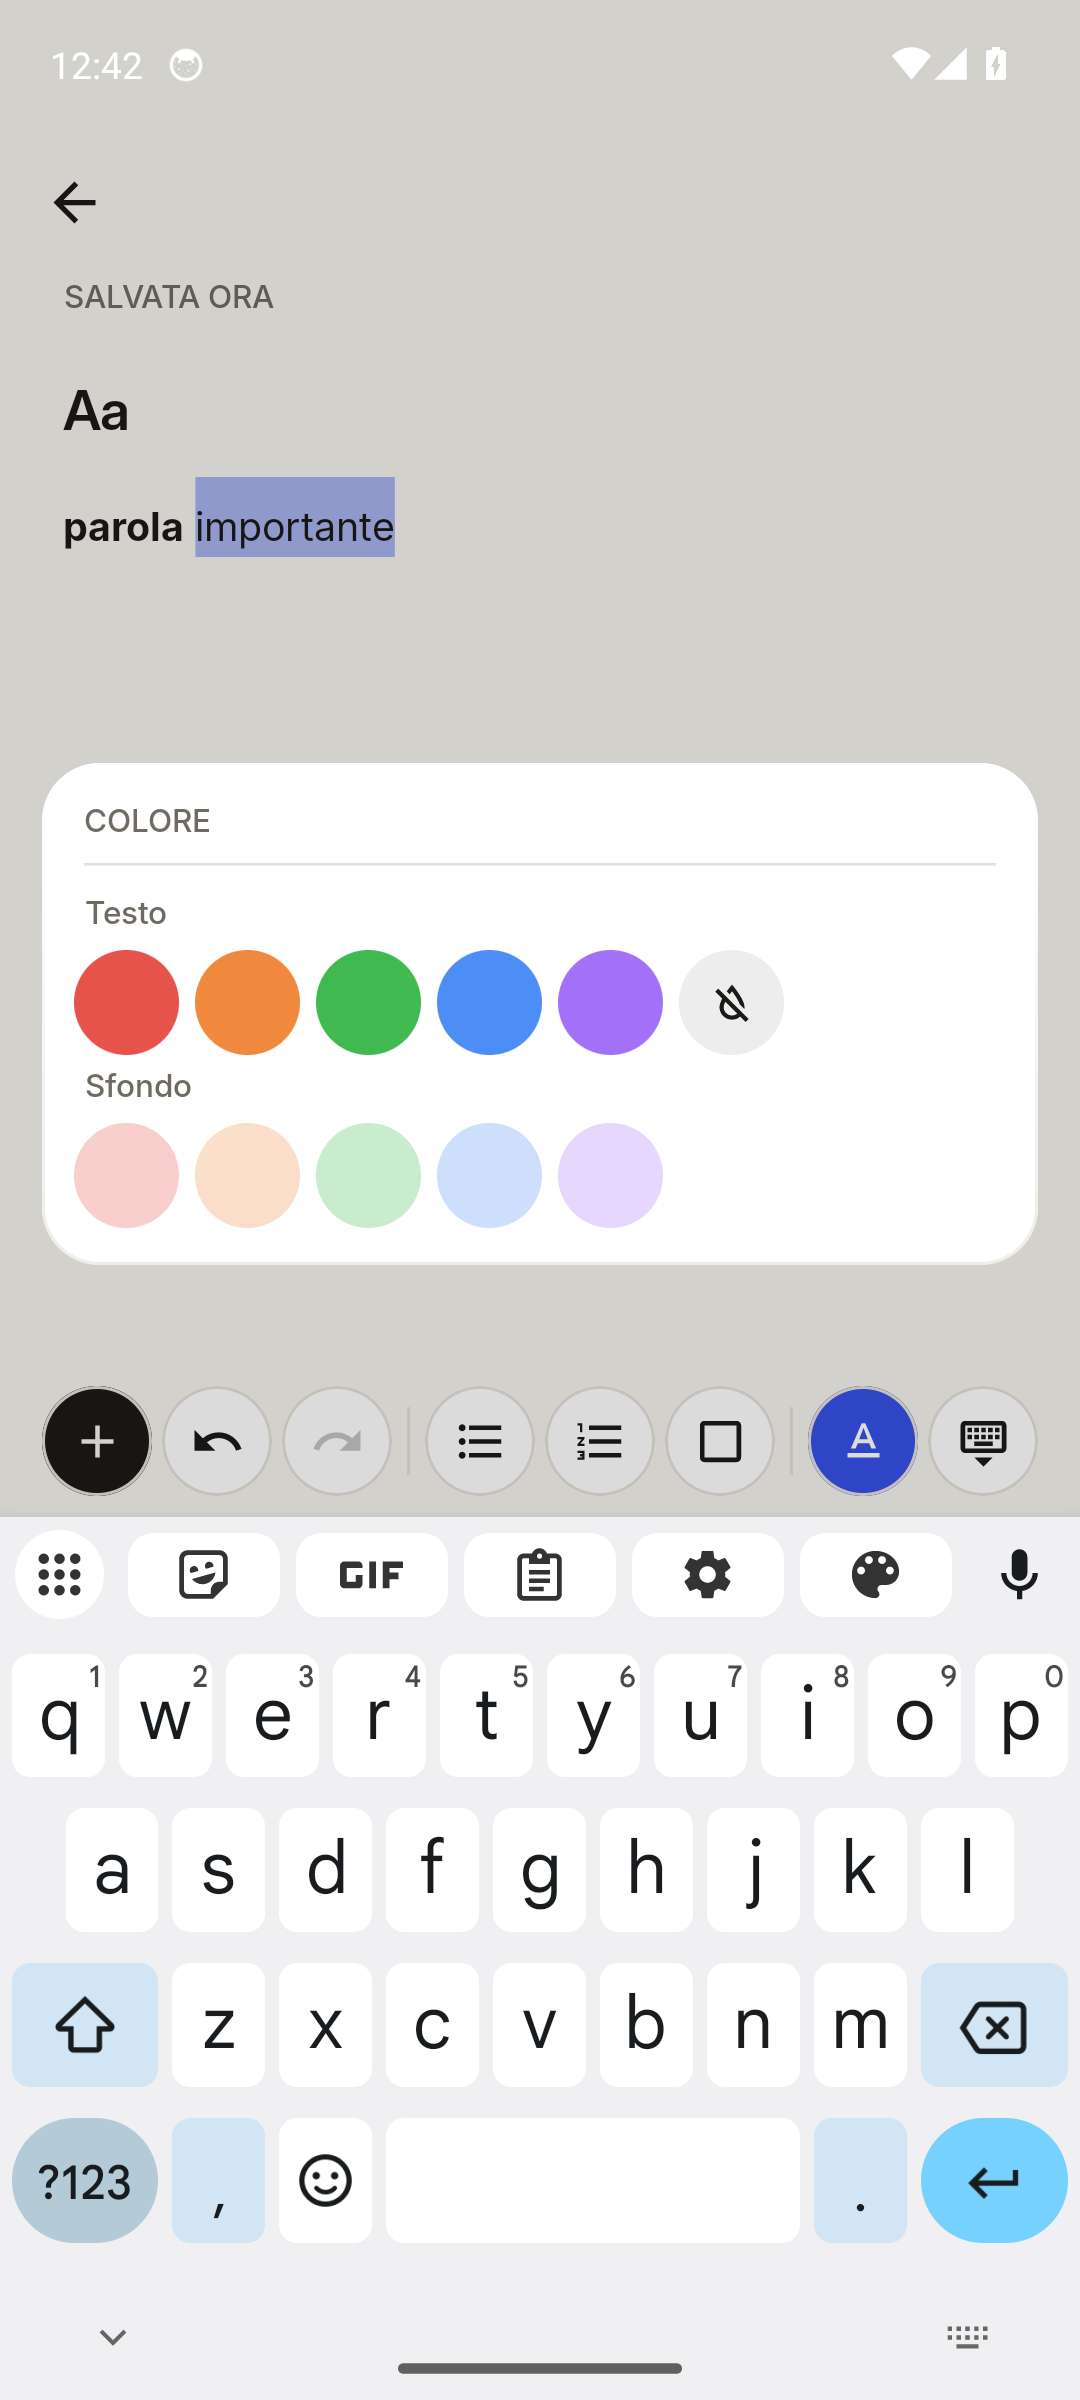 12:42
SALVATA ORA
Aa
parola importante
COLORE
Testo
Sfondo
A
GIF
q 1 w 2 e 3 r 4 t 5 y 6 u 7 i 8 o 9 p 0
a s d f g h j k l
z x c v b n m
?123 , .